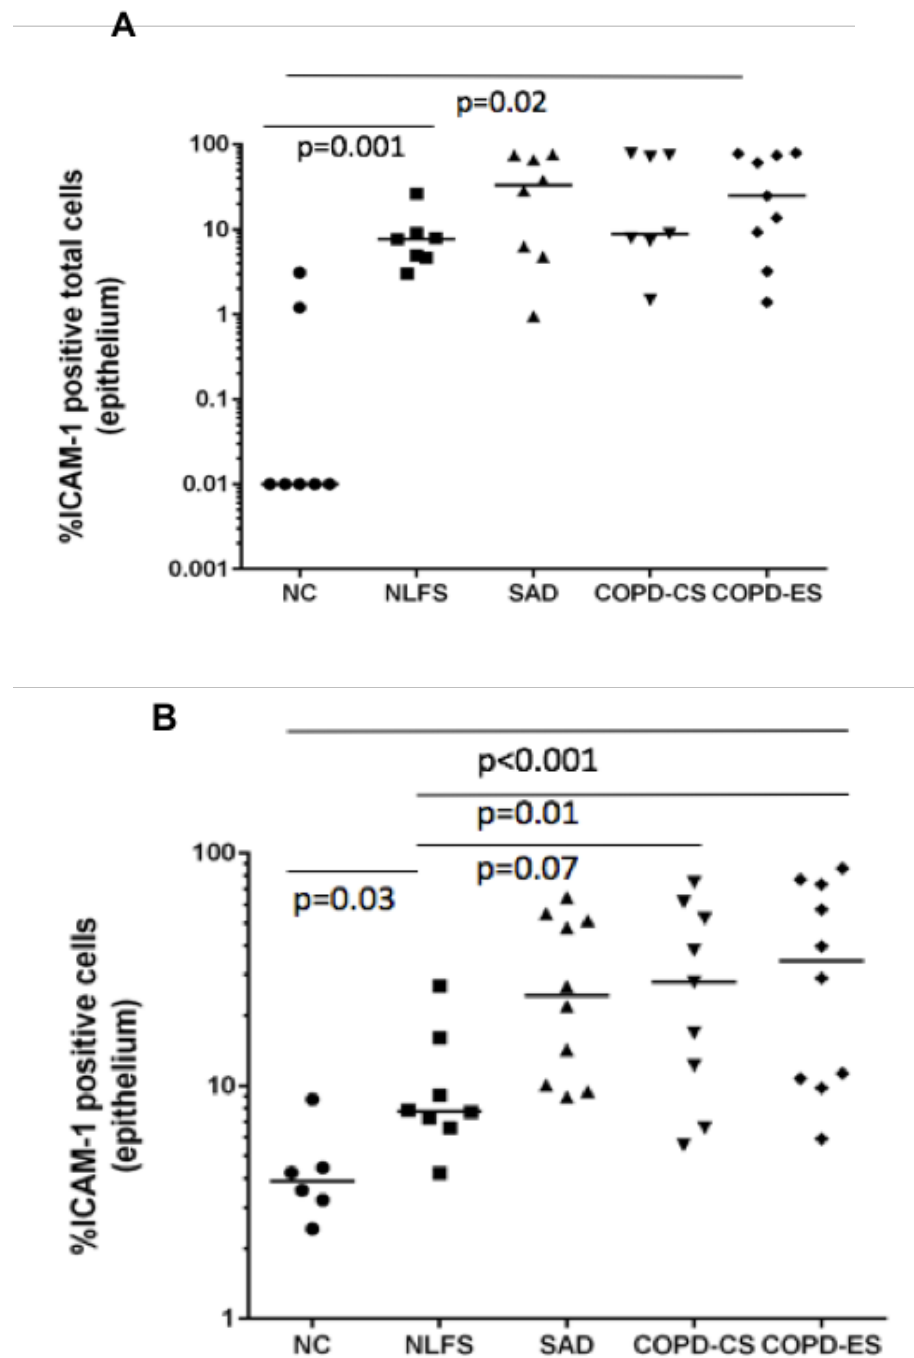 A
p=0.02
p=0.001
%ICAM-1 positive total cells
(epithelium)
100
10
1
0.1
0.01
0.001
NC NLFS SAD COPD-CS COPD-ES
B
p<0.001
p=0.01
p=0.07
p=0.03
%ICAM-1 positive cells
(epithelium)
100
10
1
NC NLFS SAD COPD-CS COPD-ES